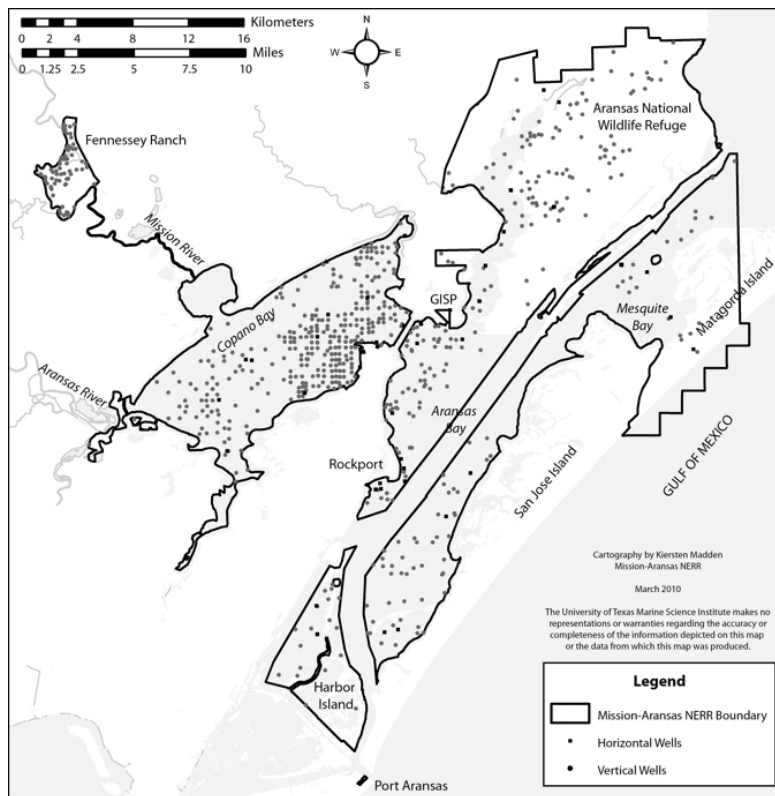 Kilometers
0 2 4 8 12 16
Miles
0 1.25 2.5 5 7.5 10
N
W E
S
Aransas National
Wildlife Refuge
Fennessey Ranch
Mission River
GISP
Copano Bay
Mesquite
Bay
Matagorda Island
Aransas River
Aransas
Bay
Rockport
San Jose Island
GULF OF MEXICO
Cartography by Kiersten Madden
Mission-Aransas NERR
March 2010
The University of Texas Marine Science Institute makes no
representations or warranties regarding the accuracy or
completeness of the information depicted on this map
or the data from which this map was produced.
Harbor
Island
Port Aransas
Legend
Mission-Aransas NERR Boundary
Horizontal Wells
Vertical Wells